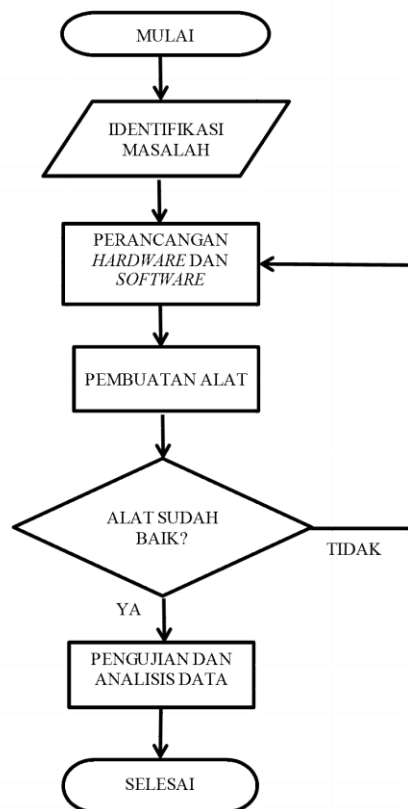 MULAI
IDENTIFIKASI
MASALAH
PERANCANGAN
HARDWARE DAN
SOFTWARE
PEMBUATAN ALAT
ALAT SUDAH
BAIK?
TIDAK
YA
PENGUJIAN DAN
ANALISIS DATA
SELESAI